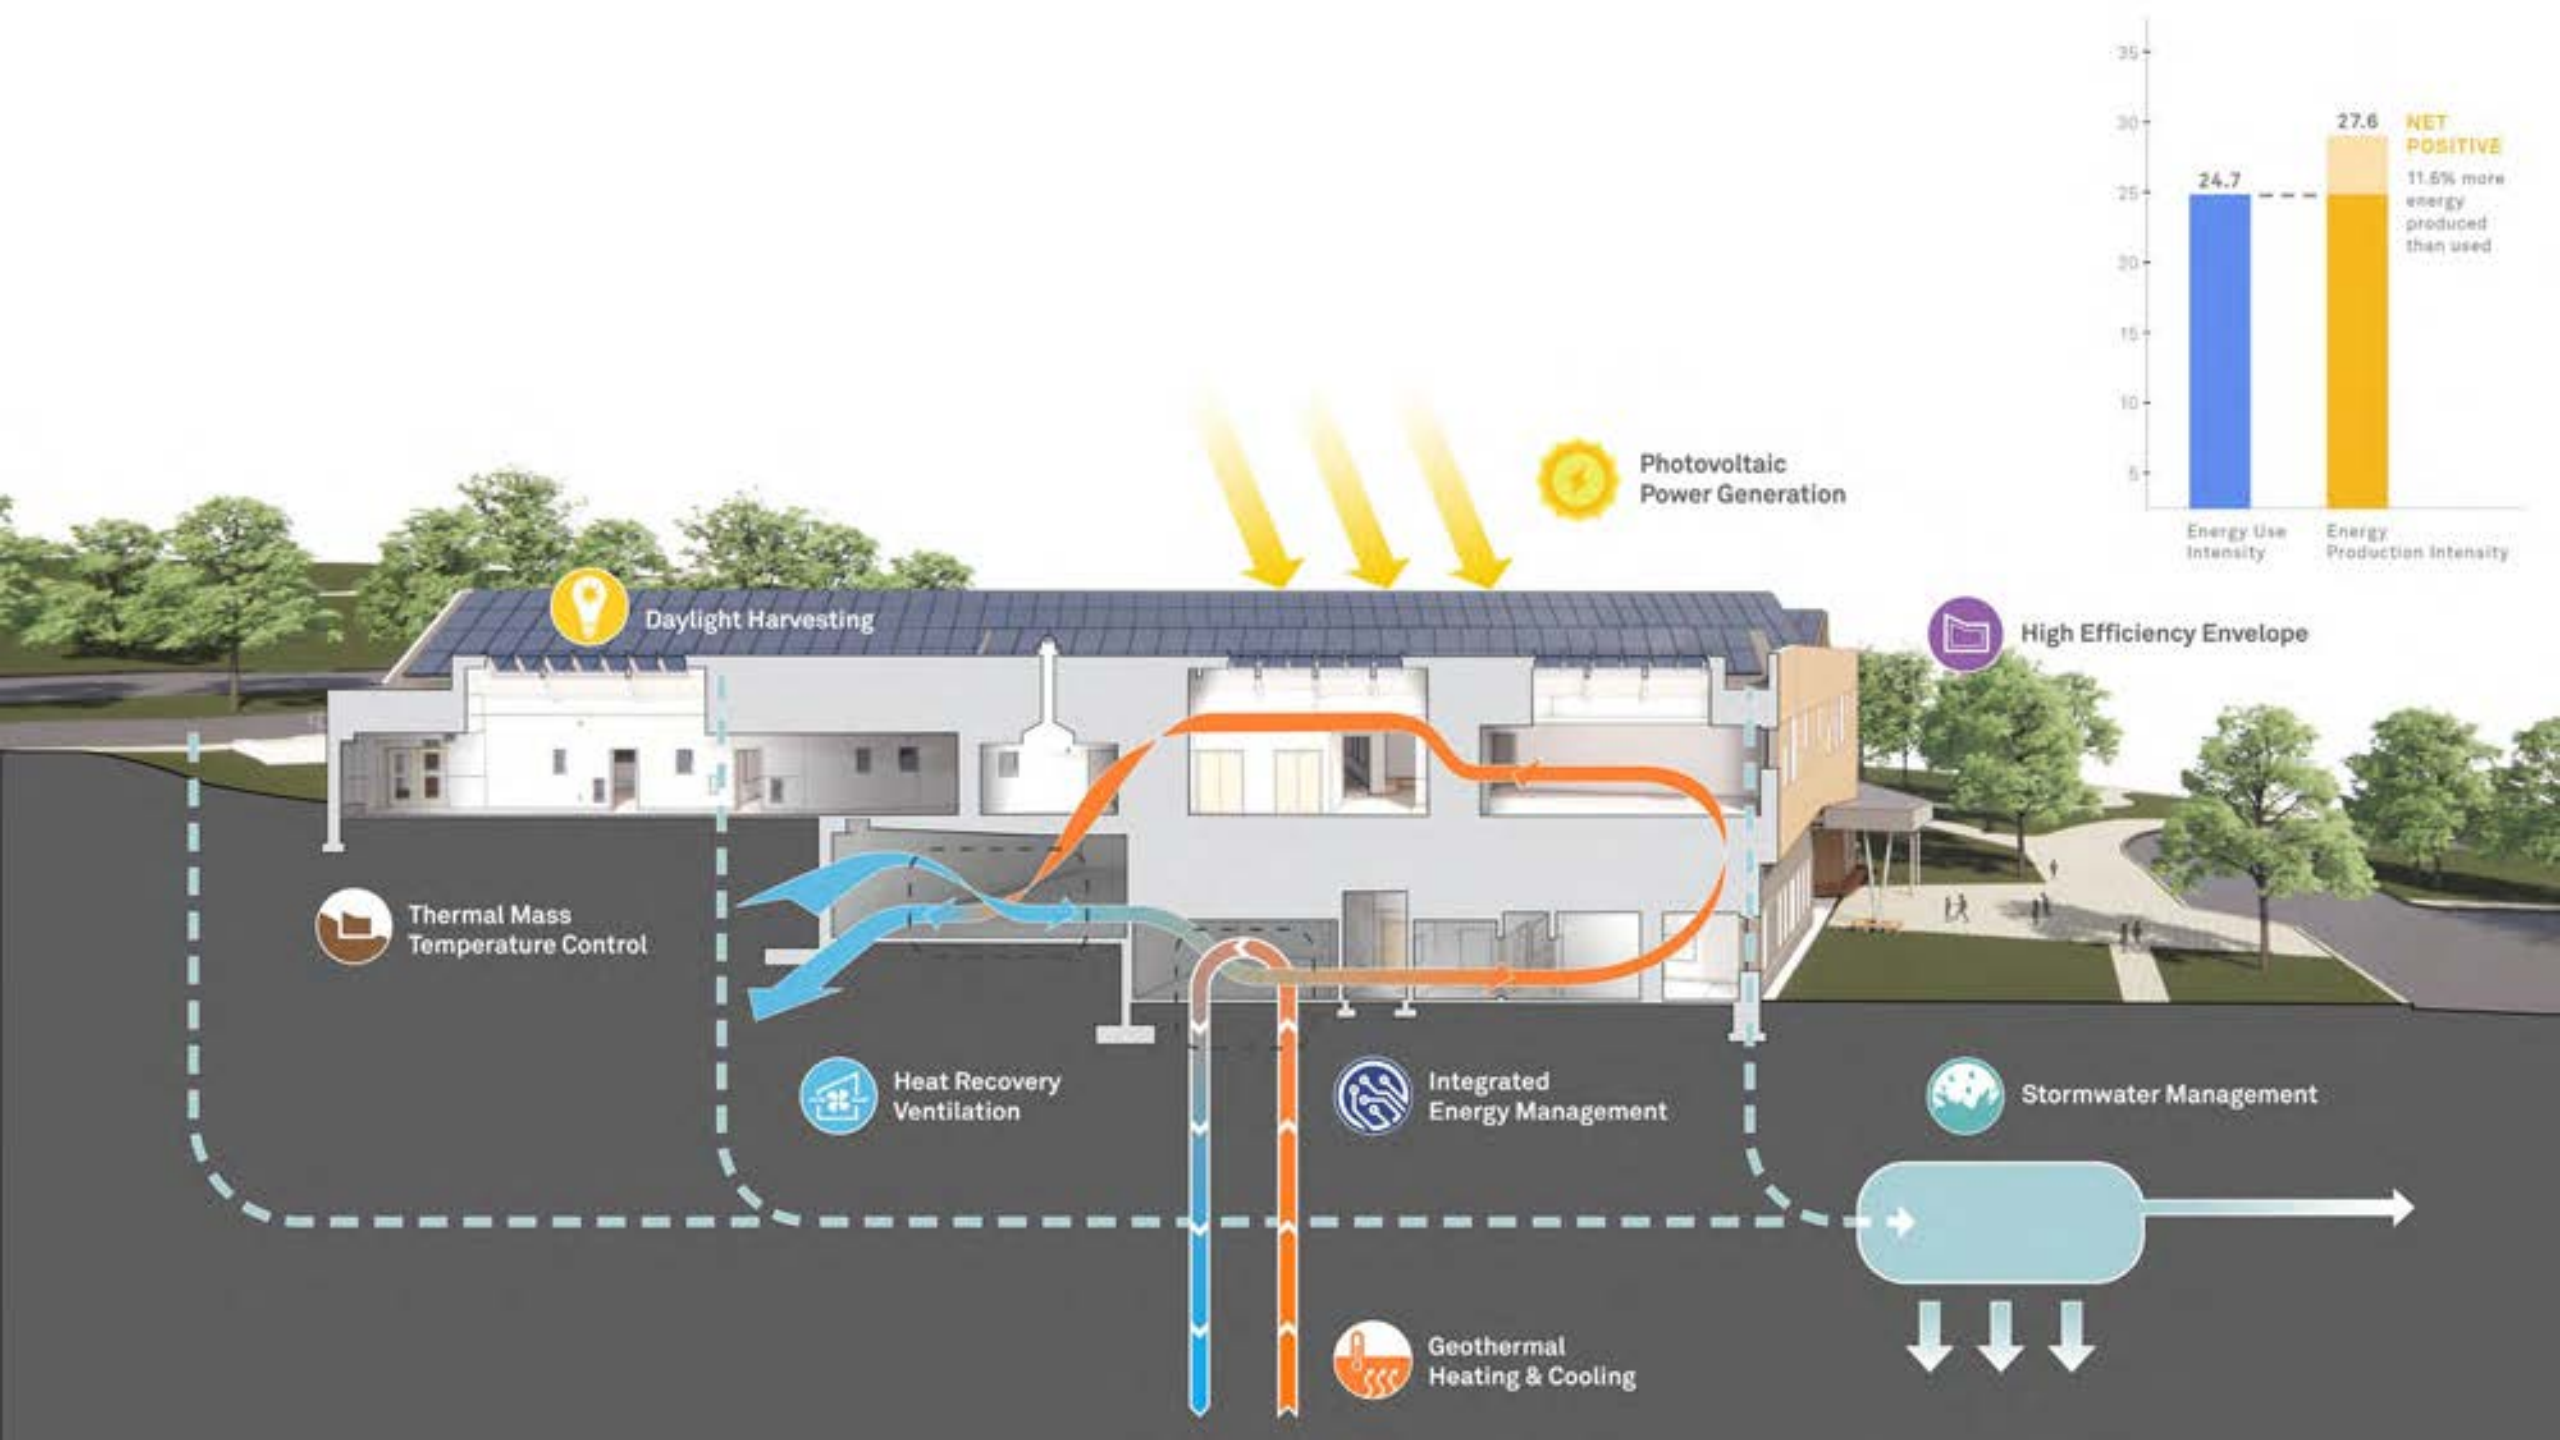 35
30
25
20
15
10
5
24.7
27.6
NET
POSITIVE
11.6% more
energy
produced
than used
Energy Use
Intensity
Energy
Production Intensity
Photovoltaic
Power Generation
Daylight Harvesting
High Efficiency Envelope
Thermal Mass
Temperature Control
Heat Recovery
Ventilation
Integrated
Energy Management
Stormwater Management
Geothermal
Heating & Cooling